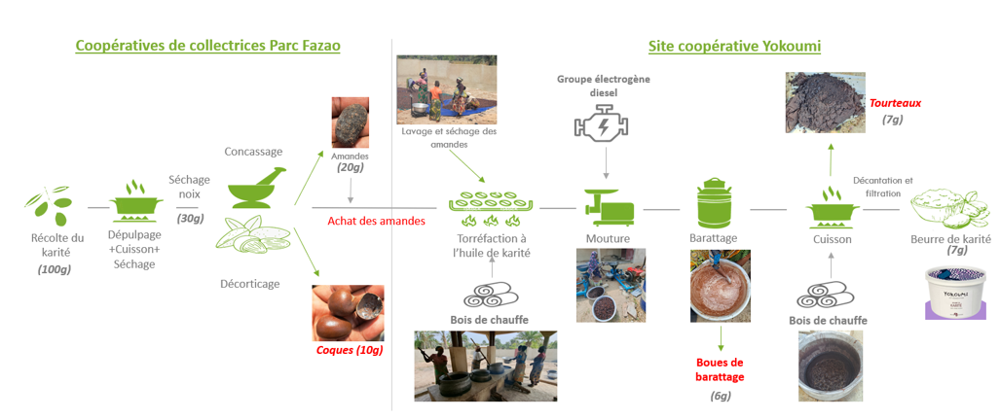 Coopératives de collectrices Parc Fazao
Récolte du
karité
(100g)
Dépulpage
+Cuisson+
Séchage
Séchage
noix
(30g)
Concassage
Décorticage
Amandes
(20g)
Achat des amandes
Coques (10g)
Site coopérative Yokoumi
Lavage et séchage des
amandes
Torréfaction à
l'huile de karité
Bois de chauffe
Groupe électrogène
diesel
Mouture
Barattage
Boues de
barattage
(6g)
Tourteaux
(7g)
Cuisson
Bois de chauffe
Décantation et
filtration
Beurre de karité
(7g)
YOKOUMI
KARITÉ